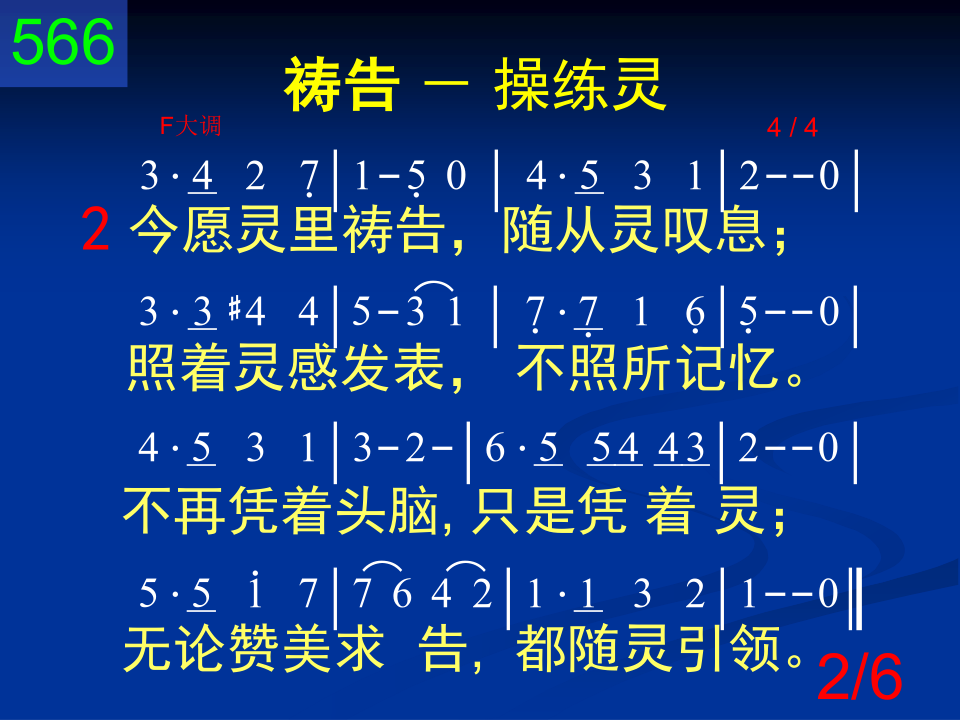 566
祷告 － 操练灵
F大调 4 / 4
3 · 4 2 7̣ | 1 - 5̣ 0 | 4 · 5 3 1 | 2 - - 0 |
2 今愿灵里祷告，随从灵叹息；
3 · 3 ♯4 4 | 5 - 3 1 | 7̣ · 7̣ 1 6̣ | 5̣ - - 0 |
照着灵感发表， 不照所记忆。
4 · 5 3 1 | 3 - 2 - | 6 · 5 5 4 4 3 | 2 - - 0 |
不再凭着头脑, 只是凭 着 灵；
5 · 5 1̇ 7 | 7 6 4 2 | 1 · 1 3 2 | 1 - - 0 ‖
无论赞美求 告, 都随灵引领。
2/6